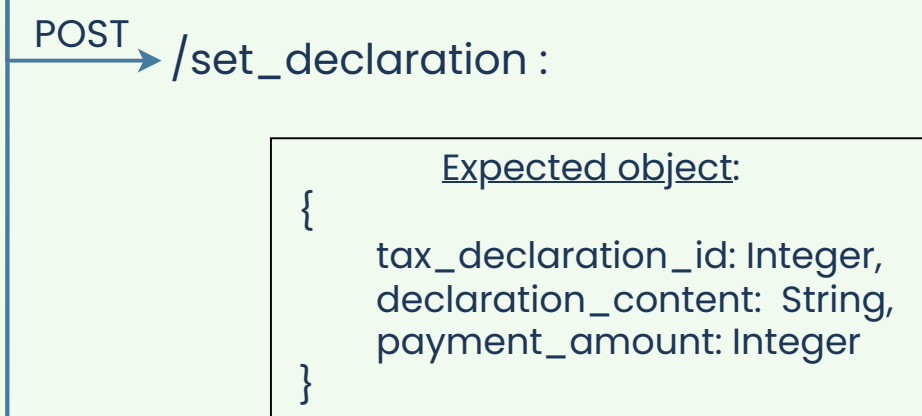 POST
/set_declaration :
Expected object:
{
tax_declaration_id: Integer,
declaration_content: String,
payment_amount: Integer
}